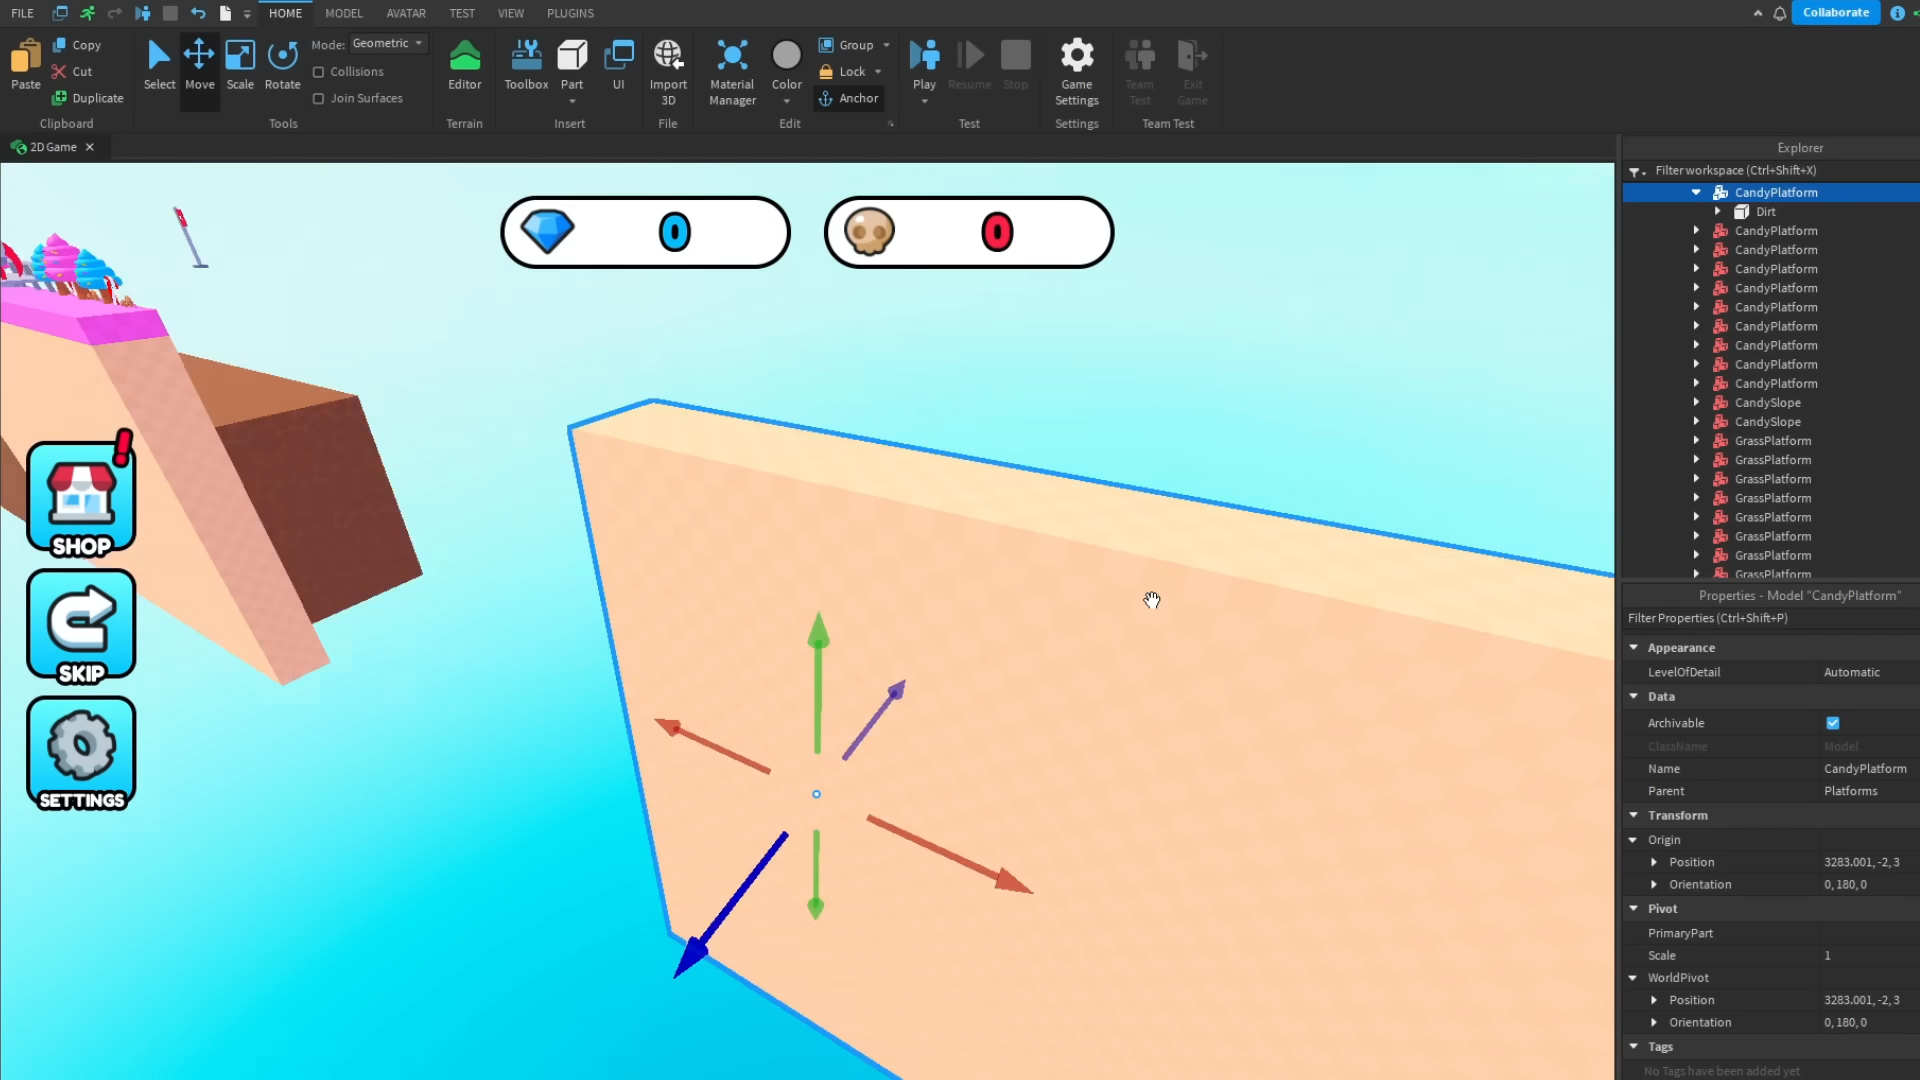 FILE HOME MODEL AVATAR TEST VIEW PLUGINS Collaborate
Paste Copy Cut Duplicate
Clipboard
Select Move Scale Rotate
Mode: Geometric
Collisions
Join Surfaces
Tools
Editor
Terrain
Toolbox Part UI
Insert
Import 3D
File
Material Manager
Color
Group
Lock
Anchor
Edit
Play Resume Stop
Test
Game Settings
Settings
Team Test
Exit Game
Team Test
2D Game
0
0
SHOP
SKIP
SETTINGS
Explorer
Filter workspace (Ctrl+Shift+X)
CandyPlatform
Dirt
CandyPlatform
CandyPlatform
CandyPlatform
CandyPlatform
CandyPlatform
CandyPlatform
CandyPlatform
CandyPlatform
CandyPlatform
CandySlope
CandySlope
GrassPlatform
GrassPlatform
GrassPlatform
GrassPlatform
GrassPlatform
GrassPlatform
GrassPlatform
GrassPlatform
Properties - Model "CandyPlatform"
Filter Properties (Ctrl+Shift+P)
Appearance
LevelOfDetail Automatic
Data
Archivable
ClassName Model
Name CandyPlatform
Parent Platforms
Transform
Origin
Position 3283.001, -2, 3
Orientation 0, 180, 0
Pivot
PrimaryPart
Scale 1
WorldPivot
Position 3283.001, -2, 3
Orientation 0, 180, 0
Tags
No Tags have been added yet